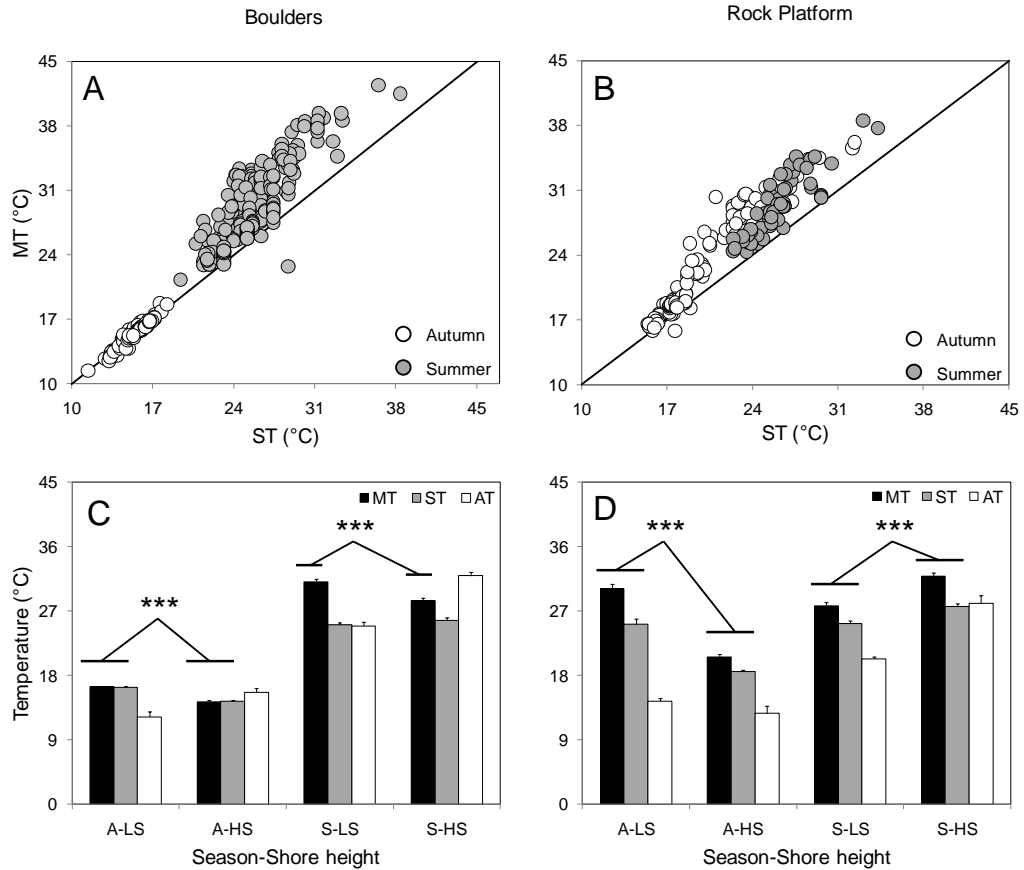 Boulders
Rock Platform
A
45
38
31
24
17
10
MT (°C)
Autumn
Summer
10 17 24 31 38 45
ST (°C)
B
45
38
31
24
17
10
Autumn
Summer
10 17 24 31 38 45
ST (°C)
C
MT ST AT
45
36
27
18
9
0
Temperature (°C)
***
***
A-LS A-HS S-LS S-HS
Season-Shore height
D
MT ST AT
45
36
27
18
9
0
***
***
A-LS A-HS S-LS S-HS
Season-Shore height